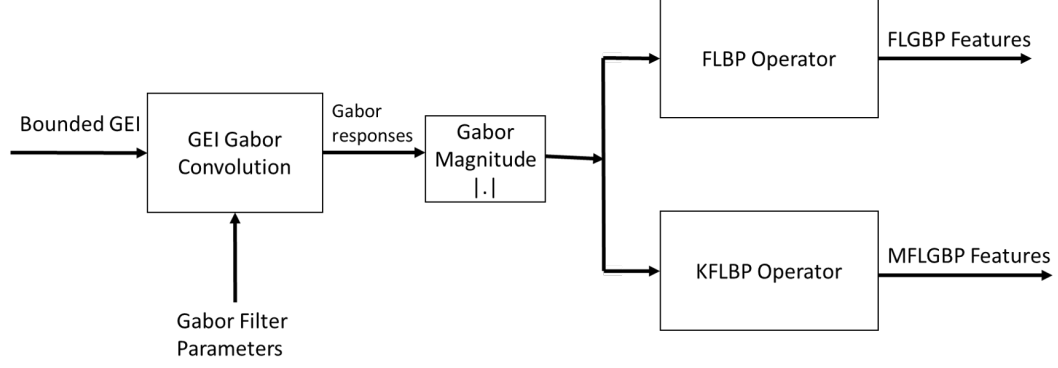 Bounded GEI
GEI Gabor
Convolution
Gabor Filter
Parameters
Gabor
responses
Gabor
Magnitude
|.|
FLBP Operator
FLGBP Features
KFLBP Operator
MFLGBP Features